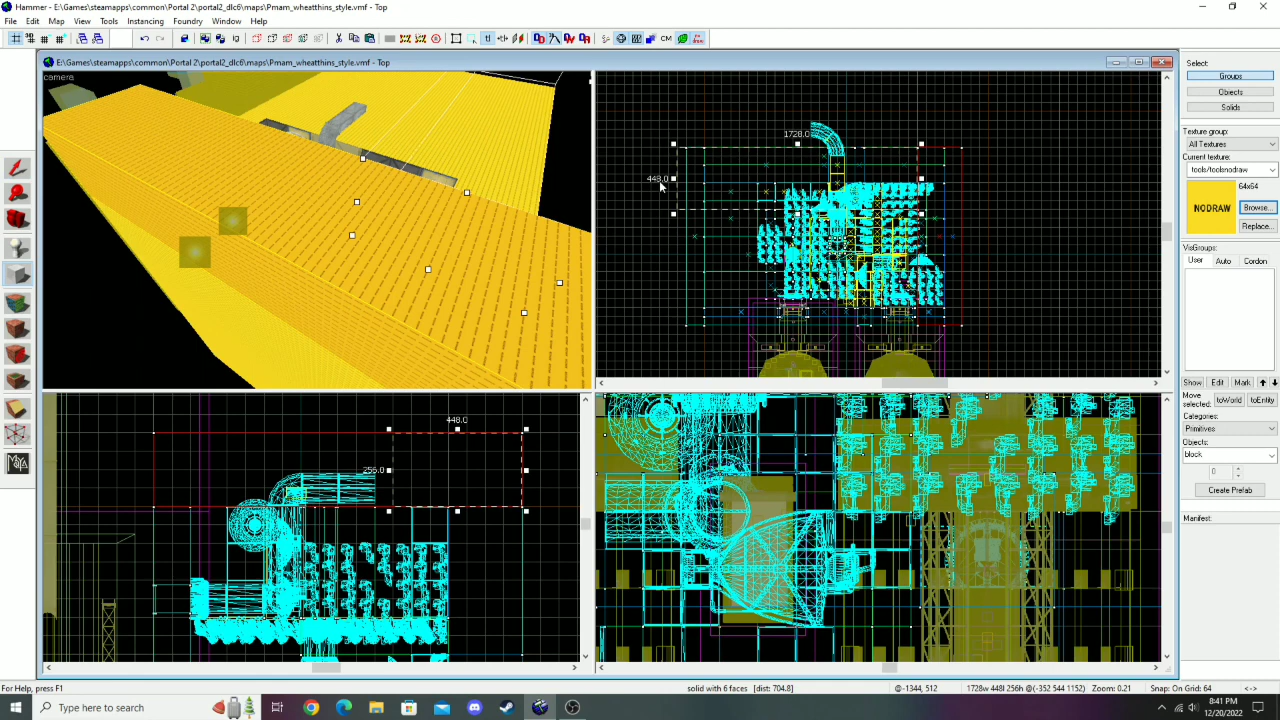 Hammer - E:\Games\steamapps\common\Portal 2\portal2_dlc6\maps\Pmam_wheatthins_style.vmf - Top
File Edit Map View Tools Instancing Foundry Window Help
E:\Games\steamapps\common\Portal 2\portal2_dlc6\maps\Pmam_wheatthins_style.vmf - Top
camera
1728.0
448.0
448.0
256.0
Select:
Groups
Objects
Solids
Texture group:
All Textures
Current texture:
tools/toolsnodraw
64x64
NODRAW
Browse...
Replace...
VisGroups:
User Auto Cordon
Show Edit Mark
Move selected: toWorld toEntity
Categories:
Primitives
Objects:
block
0
Create Prefab
Manifest:
For Help, press F1
solid with 6 faces [dist: 704.8]
@-1344, 512
1728w 448l 256h @(-352 544 1152)
Zoom: 0.21
Snap: On Grid: 64
<->
Type here to search
8:41 PM
12/20/2022